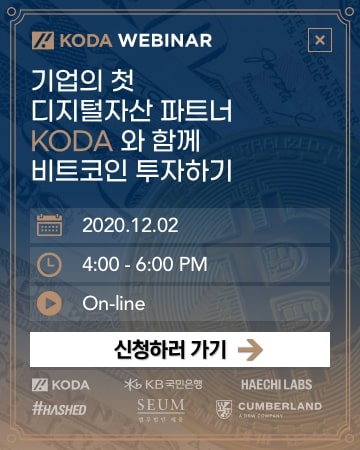 KODA WEBINAR
기업의 첫
디지털자산 파트너
KODA 와 함께
비트코인 투자하기
2020.12.02
4:00 - 6:00 PM
On-line
신청하러 가기
KODA KB국민은행 HAECHI LABS
#HASHED SEUM CUMBERLAND
법무법인 세움 A DRW COMPANY